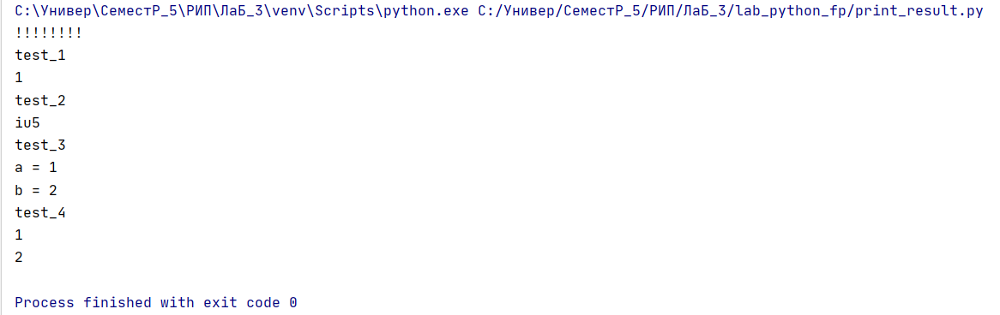 C:\Универ\СеместР_5\РИП\ЛаБ_3\venv\Scripts\python.exe C:/Универ/СеместР_5/РИП/ЛаБ_3/lab_python_fp/print_result.py
!!!!!!!!
test_1
1
test_2
iu5
test_3
a = 1
b = 2
test_4
1
2
Process finished with exit code 0